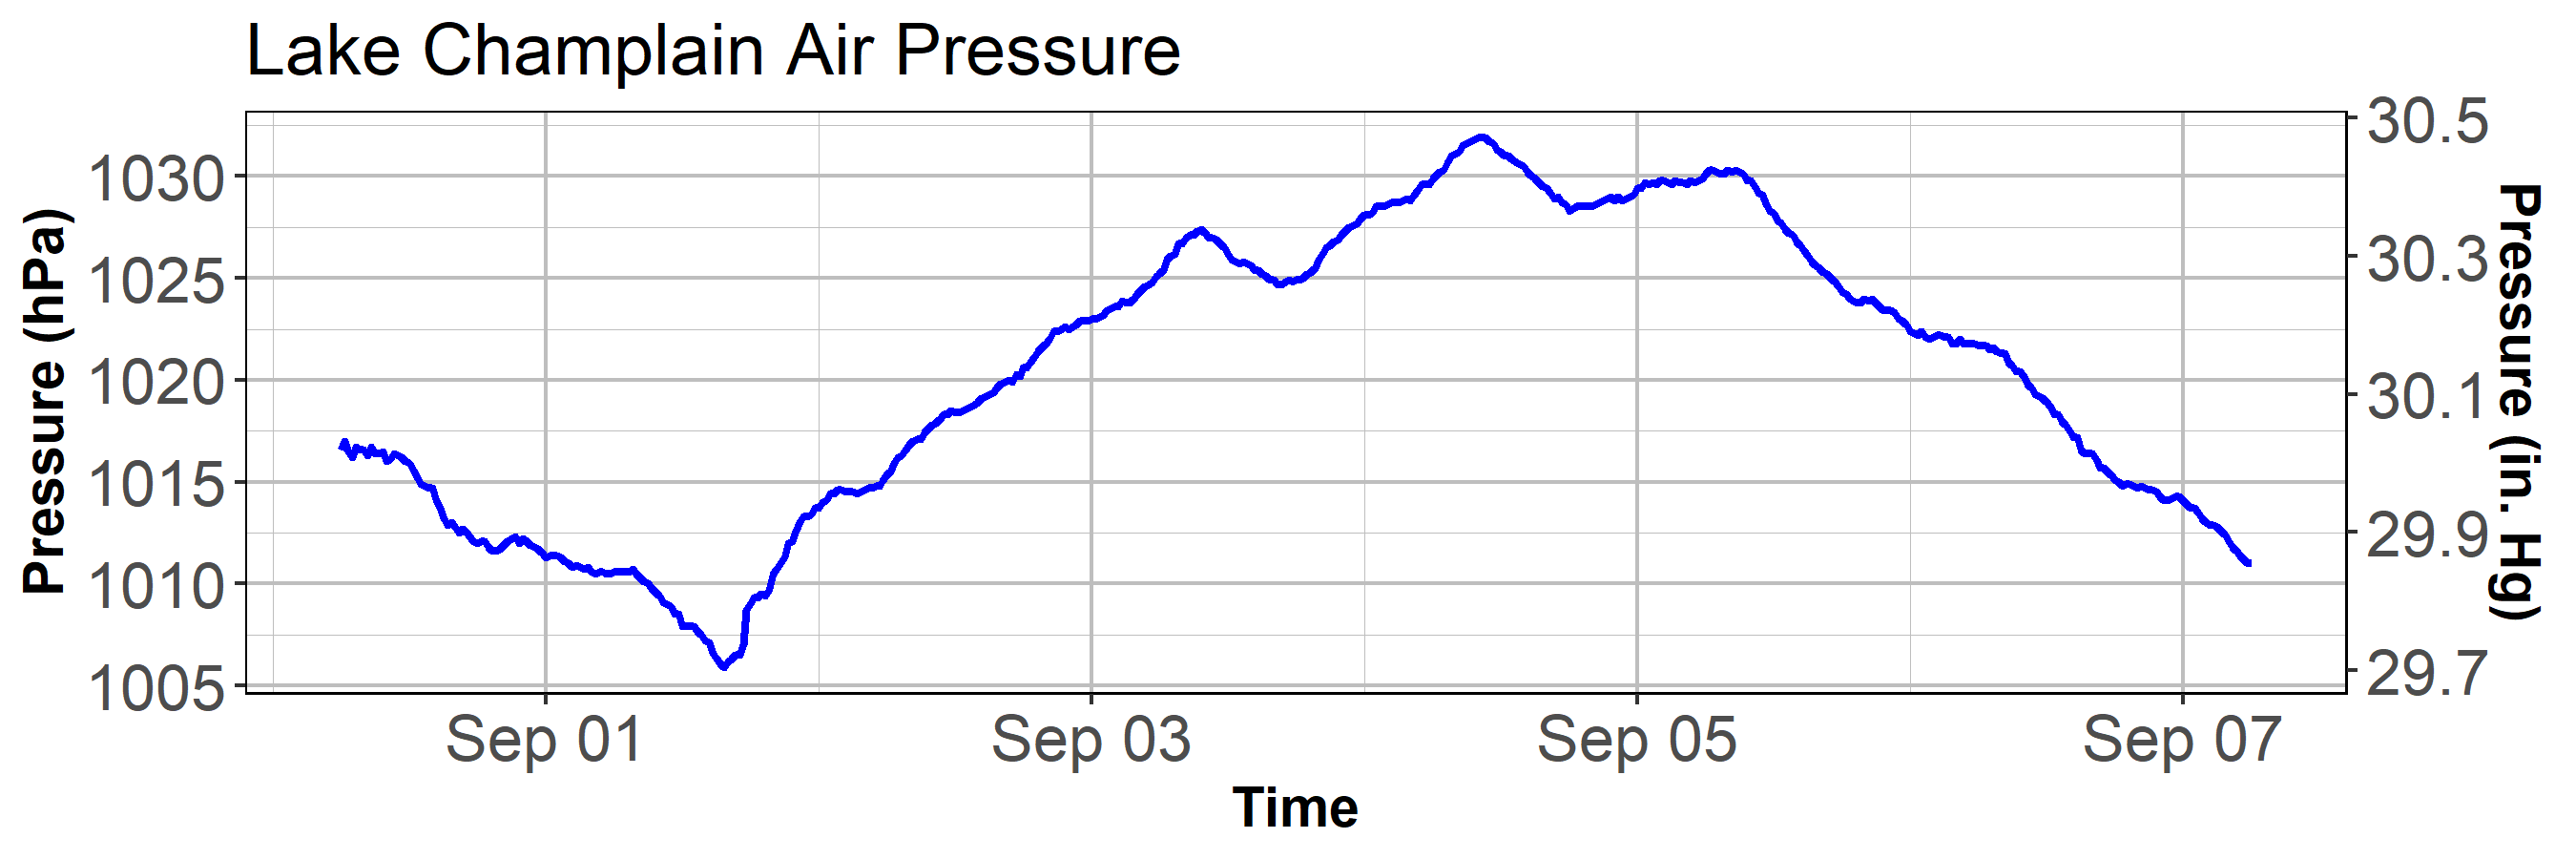 Lake Champlain Air Pressure
Pressure (hPa)
1030
1025
1020
1015
1010
1005
30.5
30.3
30.1
29.9
29.7
Pressure (in. Hg)
Sep 01 Sep 03 Sep 05 Sep 07
Time